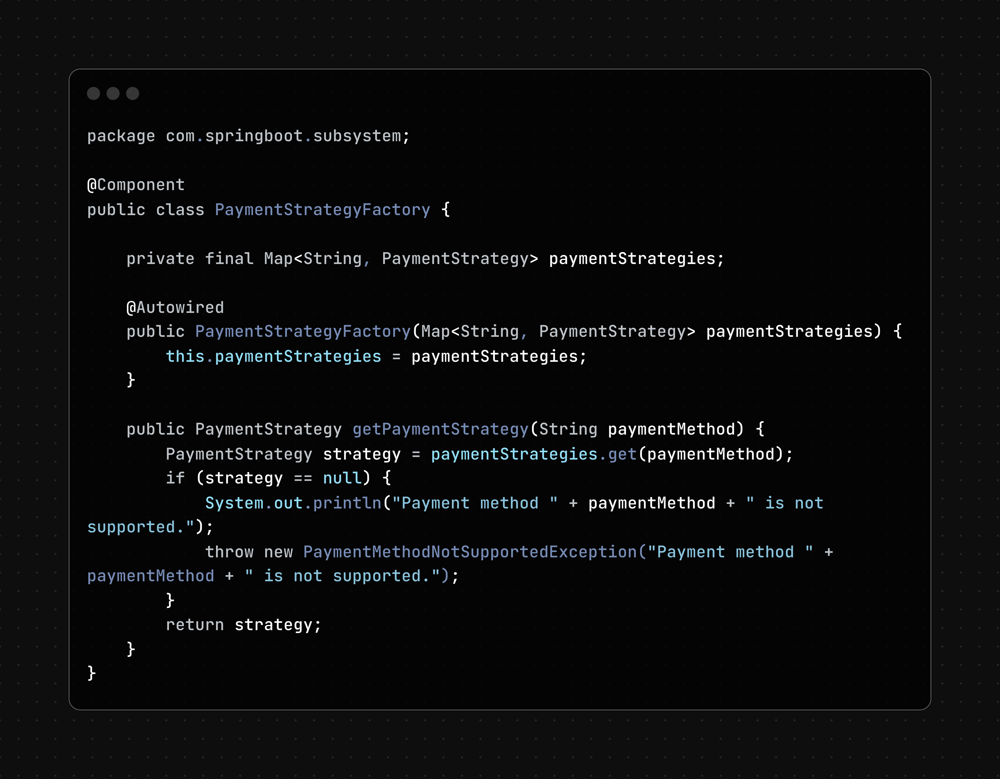 package com.springboot.subsystem;

@Component
public class PaymentStrategyFactory {

    private final Map<String, PaymentStrategy> paymentStrategies;

    @Autowired
    public PaymentStrategyFactory(Map<String, PaymentStrategy> paymentStrategies) {
        this.paymentStrategies = paymentStrategies;
    }

    public PaymentStrategy getPaymentStrategy(String paymentMethod) {
        PaymentStrategy strategy = paymentStrategies.get(paymentMethod);
        if (strategy == null) {
            System.out.println("Payment method " + paymentMethod + " is not
supported.");
            throw new PaymentMethodNotSupportedException("Payment method " +
paymentMethod + " is not supported.");
        }
        return strategy;
    }
}